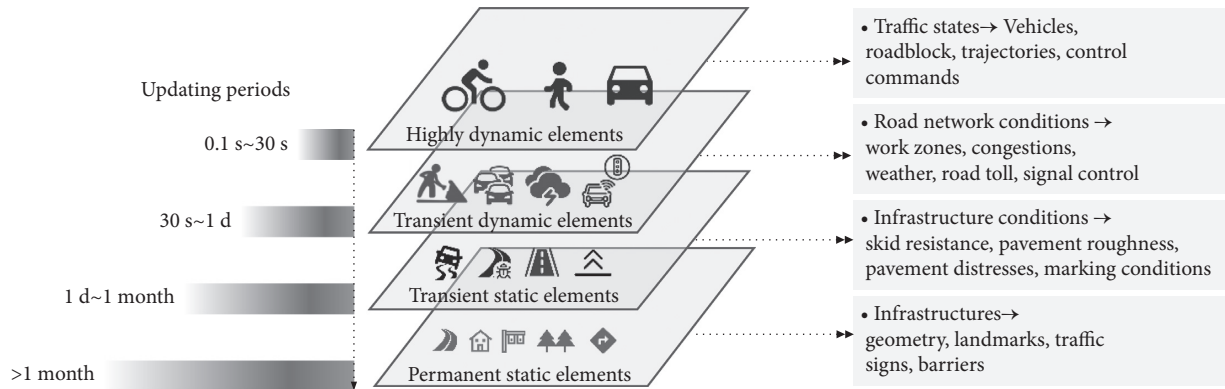 Updating periods
0.1 s~30 s
30 s~1 d
1 d~1 month
>1 month
Highly dynamic elements
Transient dynamic elements
Transient static elements
Permanent static elements
• Traffic states→ Vehicles,
roadblock, trajectories, control
commands
• Road network conditions →
work zones, congestions,
weather, road toll, signal control
• Infrastructure conditions →
skid resistance, pavement roughness,
pavement distresses, marking conditions
• Infrastructures→
geometry, landmarks, traffic
signs, barriers